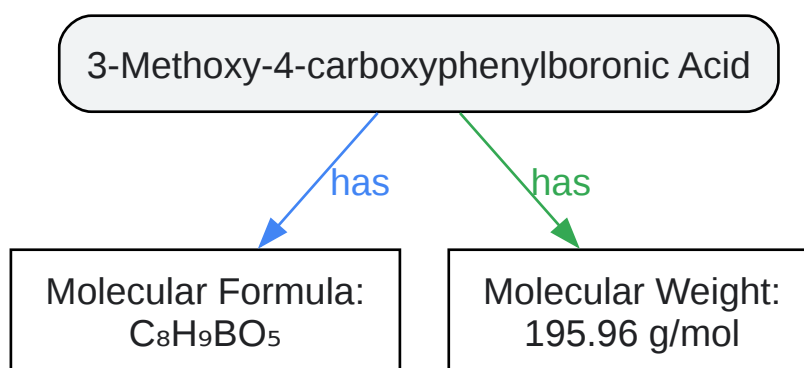 3-Methoxy-4-carboxyphenylboronic Acid
has
has
Molecular Formula:
C₈H₉BO₅
Molecular Weight:
195.96 g/mol